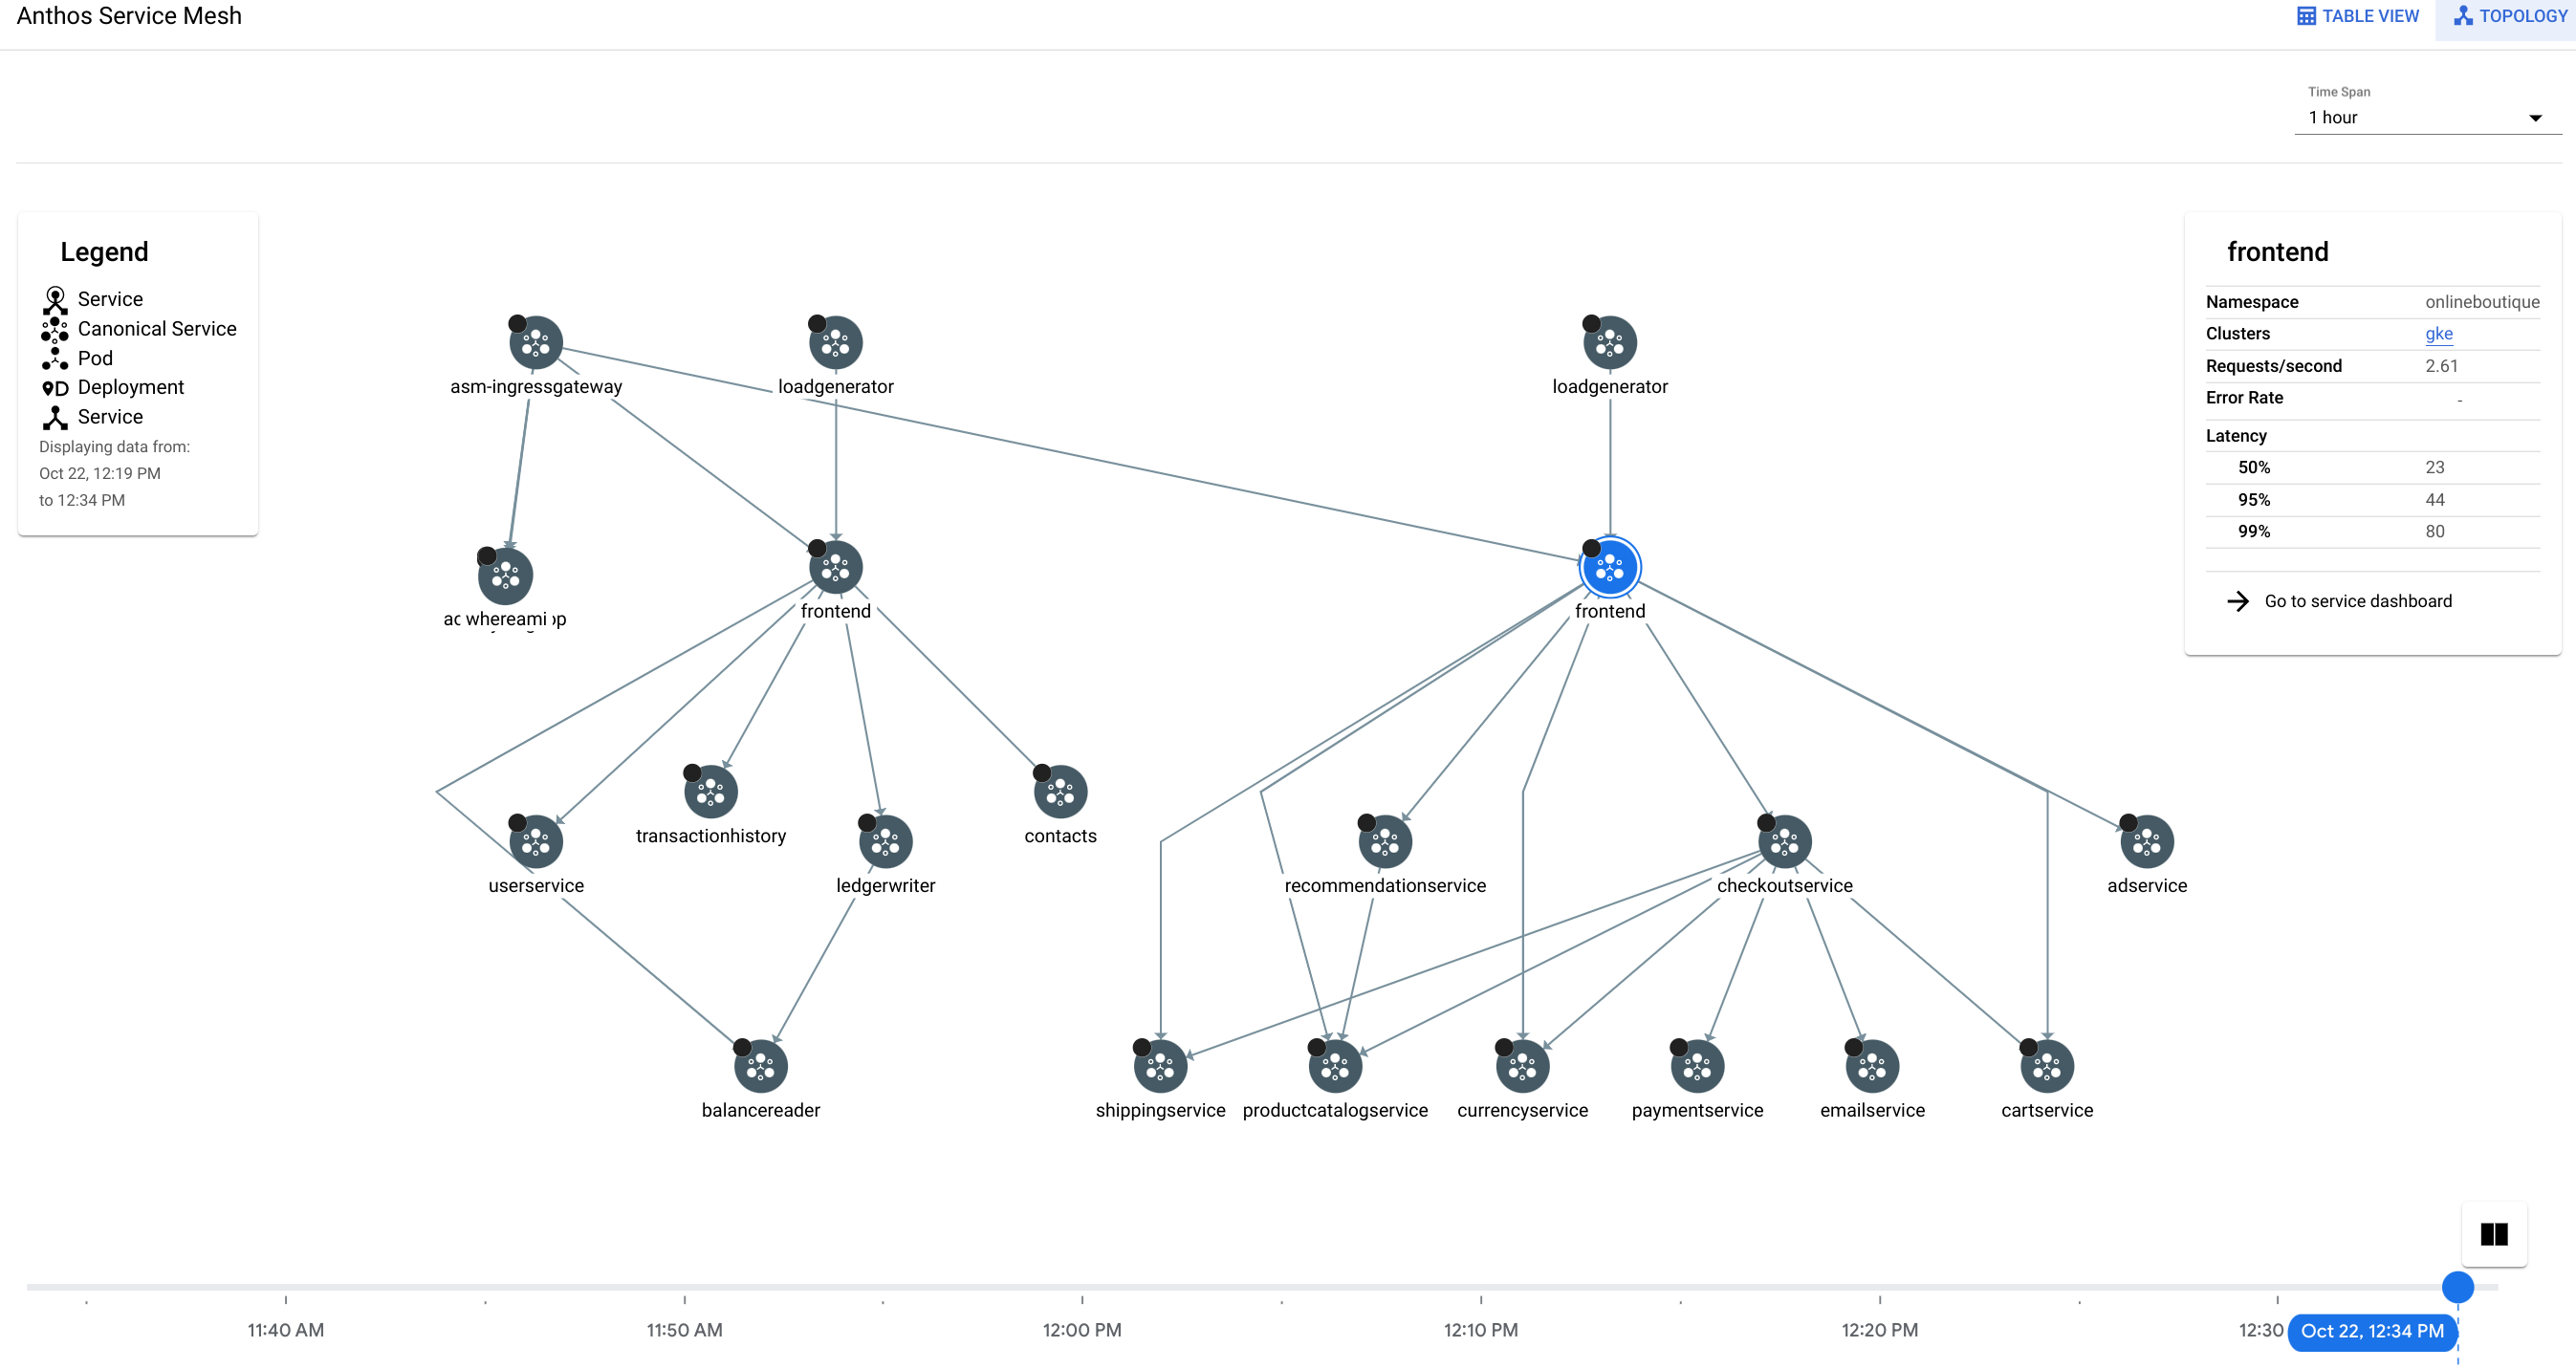 Anthos Service Mesh
TABLE VIEW
TOPOLOGY
Time Span
1 hour
Legend
Service
Canonical Service
Pod
Deployment
Service
Displaying data from:
Oct 22, 12:19 PM
to 12:34 PM
frontend
Namespace onlineboutique
Clusters gke
Requests/second 2.61
Error Rate -
Latency
50% 23
95% 44
99% 80
Go to service dashboard
asm-ingressgateway
loadgenerator
loadgenerator
whereami
frontend
frontend
transactionhistory
contacts
userservice
ledgerwriter
recommendationservice
checkoutservice
adservice
balancereader
shippingservice
productcatalogservice
currencyservice
paymentservice
emailservice
cartservice
11:40 AM
11:50 AM
12:00 PM
12:10 PM
12:20 PM
12:30
Oct 22, 12:34 PM